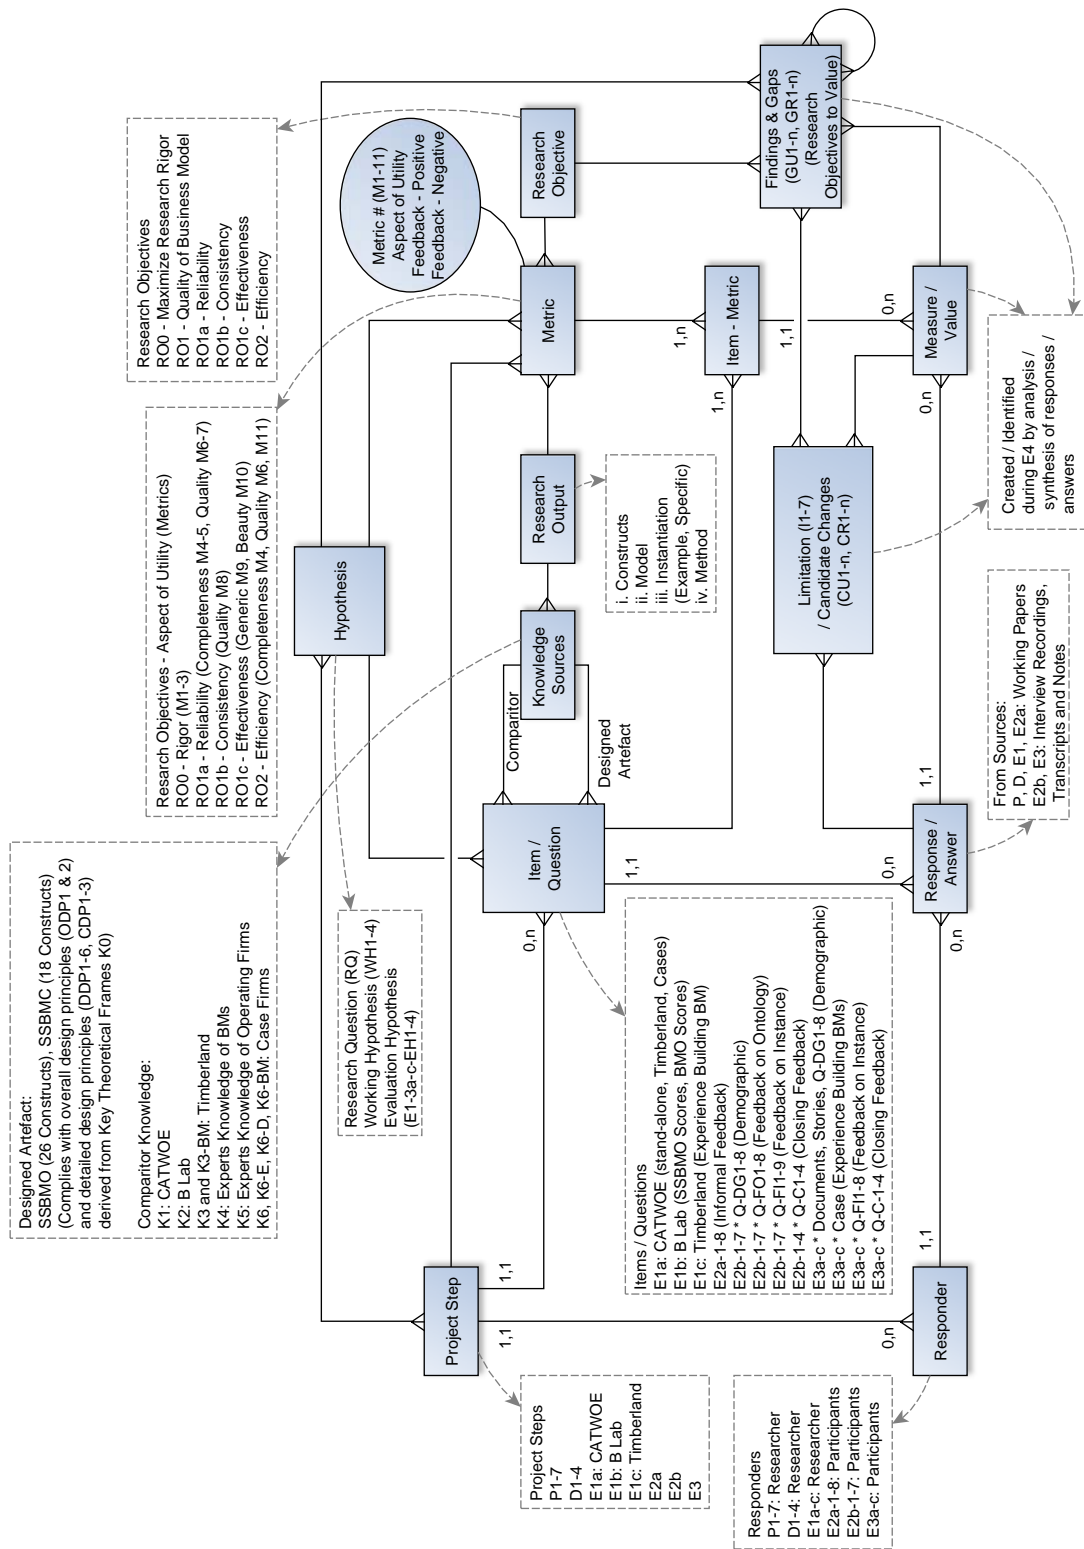 Designed Artefact:
SSBMO (26 Constructs), SSBMC (18 Constructs)
(Complies with overall design principles (ODP1 & 2)
and detailed design principles (DDP1-6, CDP1-3)
derived from Key Theoretical Frames K0)
Comparitor Knowledge:
K1: CATWOE
K2: B Lab
K3 and K3-BM: Timberland
K4: Experts Knowledge of BMs
K5: Experts Knowledge of Operating Firms
K6, K6-E, K6-D, K6-BM: Case Firms
Resarch Objectives - Aspect of Utility (Metrics)
RO0 - Rigor (M1-3)
RO1a - Reliability (Completeness M4-5, Quality M6-7)
RO1b - Consistency (Quality M8)
RO1c - Effectiveness (Generic M9, Beauty M10)
RO2 - Efficiency (Completeness M4, Quality M6, M11)
Research Objectives
RO0 - Maximize Research Rigor
RO1 - Quality of Business Model
RO1a - Reliability
RO1b - Consistency
RO1c - Effectiveness
RO2 - Efficiency
Research Question (RQ)
Working Hypothesis (WH1-4)
Evaluation Hypothesis
(E1-3a-c-EH1-4)
Hypothesis
Metric # (M1-11)
Aspect of Utility
Feedback - Positive
Feedback - Negative
Project Step
1,1
1,1
0,n
Item /
Question
1,1
Comparitor
Designed
Artefact
Knowledge
Sources
Research
Output
Metric
Research
Objective
Project Steps
P1-7
D1-4
E1a: CATWOE
E1b: B Lab
E1c: Timberland
E2a
E2b
E3
Items / Questions
E1a: CATWOE (stand-alone, Timberland, Cases)
E1b: B Lab (SSBMO Scores, BMO Scores)
E1c: Timberland (Experience Building BM)
E2a-1-8 (Informal Feedback)
E2b-1-7 * Q-DG1-8 (Demographic)
E2b-1-7 * Q-FO1-8 (Feedback on Ontology)
E2b-1-7 * Q-FI1-9 (Feedback on Instance)
E2b-1-4 * Q-C1-4 (Closing Feedback)
E3a-c * Documents, Stories, Q-DG1-8 (Demographic)
E3a-c * Case (Experience Building BMs)
E3a-c * Q-FI1-8 (Feedback on Instance)
E3a-c * Q-C-1-4 (Closing Feedback)
i. Constructs
ii. Model
iii. Instantiation
(Example, Specific)
iv. Method
1,n
1,n
Item - Metric
1,1
Findings & Gaps
(GU1-n, GR1-n)
(Research
Objectives to Value)
Limitation (I1-7)
/ Candidate Changes
(CU1-n, CR1-n)
Responders
P1-7: Researcher
D1-4: Researcher
E1a-c: Researcher
E2a-1-8: Participants
E2b-1-7: Participants
E3a-c: Participants
0,n
Responder
1,1
0,n
0,n
Response /
Answer
1,1
0,n
0,n
Measure /
Value
From Sources:
P, D, E1, E2a: Working Papers
E2b, E3: Interview Recordings,
Transcripts and Notes
Created / Identified
during E4 by analysis /
synthesis of responses /
answers